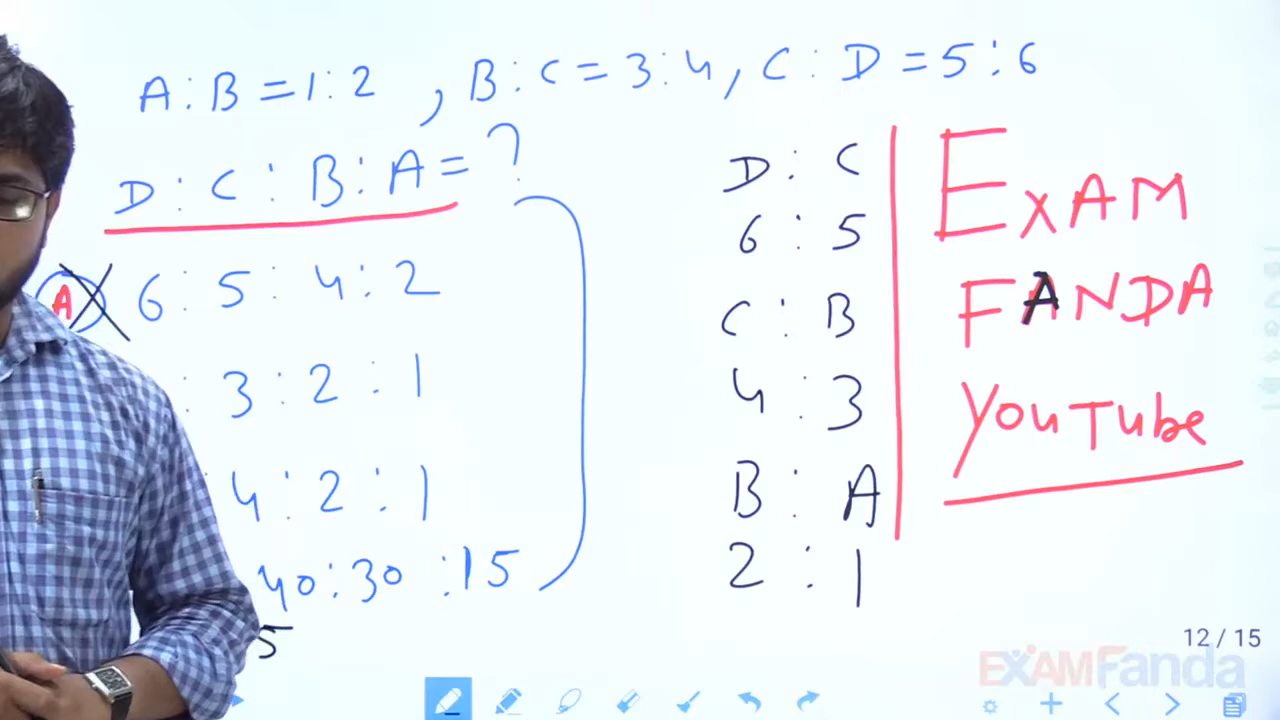 A:B=1:2, B:C=3:4, C:D=5:6
D:C:B:A=?
A 6:5:4:2
:3:2:1
:4:2:1
40:30:15
5
D:C
6:5
C:B
4:3
B:A
2:1
EXAM
FANDA
YouTube
12/15
EXAMFanda